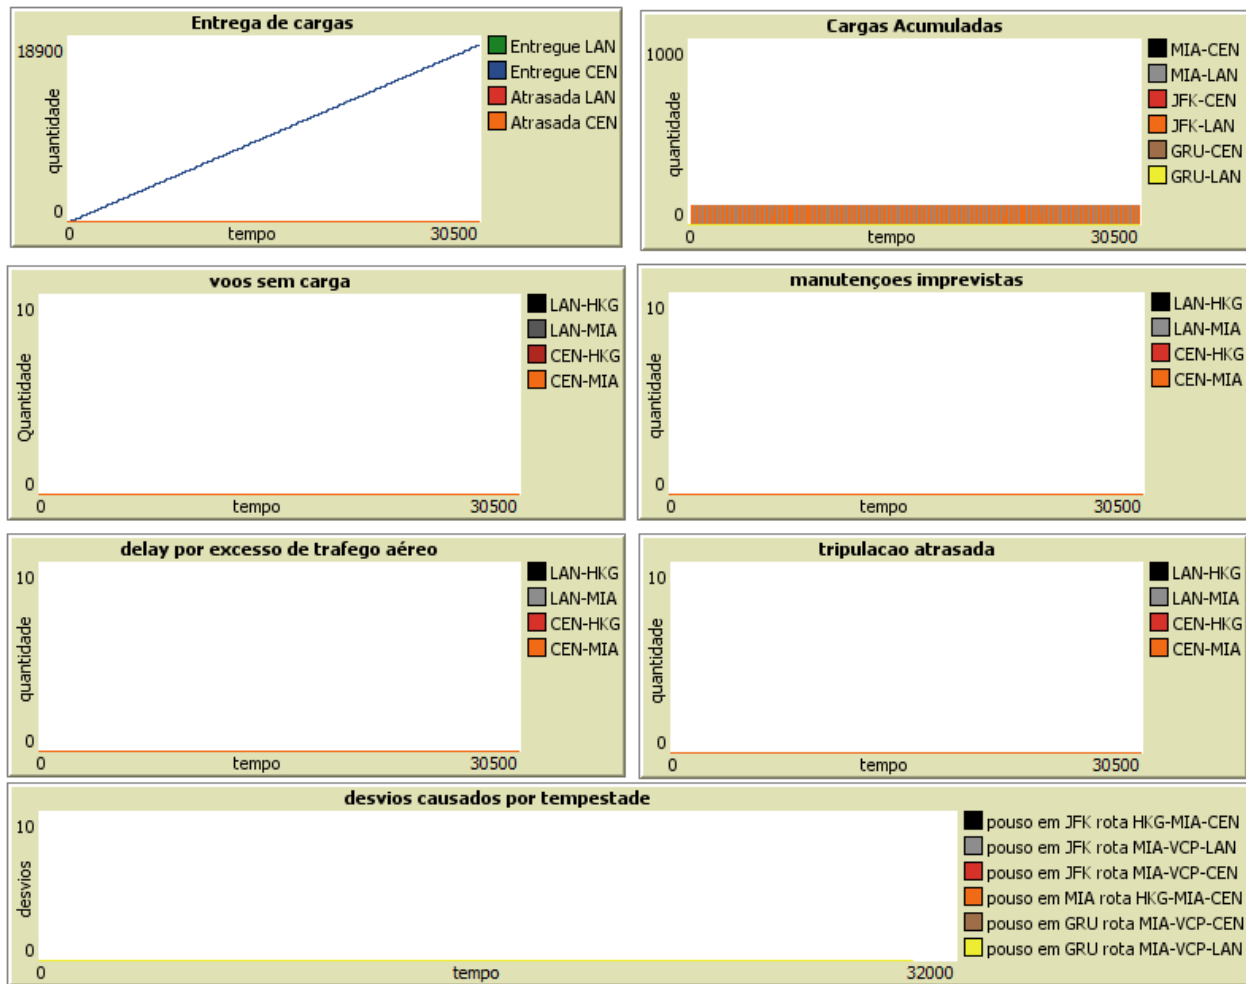 Entrega de cargas
18900
quantidade
0
0
tempo
30500
Entregue LAN
Entregue CEN
Atrasada LAN
Atrasada CEN
Cargas Acumuladas
1000
quantidade
0
0
tempo
30500
MIA-CEN
MIA-LAN
JFK-CEN
JFK-LAN
GRU-CEN
GRU-LAN
voos sem carga
10
Quantidade
0
0
tempo
30500
LAN-HKG
LAN-MIA
CEN-HKG
CEN-MIA
manutençoes imprevistas
10
quantidade
0
0
tempo
30500
LAN-HKG
LAN-MIA
CEN-HKG
CEN-MIA
delay por excesso de trafego aéreo
10
quantidade
0
0
tempo
30500
LAN-HKG
LAN-MIA
CEN-HKG
CEN-MIA
tripulacao atrasada
10
quantidade
0
0
tempo
30500
LAN-HKG
LAN-MIA
CEN-HKG
CEN-MIA
desvios causados por tempestade
10
desvios
0
0
tempo
32000
pouso em JFK rota HKG-MIA-CEN
pouso em JFK rota MIA-VCP-LAN
pouso em JFK rota MIA-VCP-CEN
pouso em MIA rota HKG-MIA-CEN
pouso em GRU rota MIA-VCP-CEN
pouso em GRU rota MIA-VCP-LAN